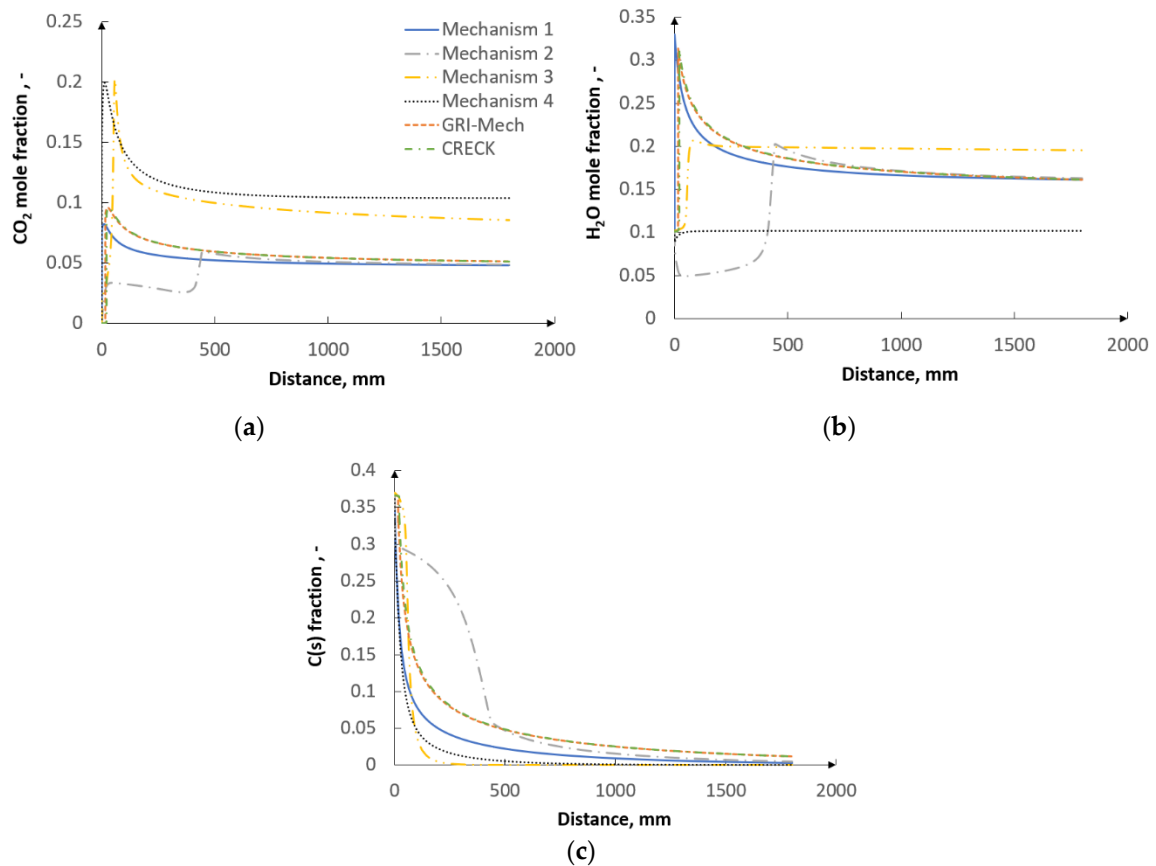 0.25
0.2
0.15
0.1
0.05
0
CO2 mole fraction , -
0 500 1000 1500 2000
Distance, mm
Mechanism 1
Mechanism 2
Mechanism 3
Mechanism 4
GRI-Mech
CRECK
(a)
0.35
0.3
0.25
0.2
0.15
0.1
0.05
0
H2O mole fraction , -
0 500 1000 1500 2000
Distance, mm
(b)
0.4
0.35
0.3
0.25
0.2
0.15
0.1
0.05
0
C(s) fraction , -
0 500 1000 1500 2000
Distance, mm
(c)